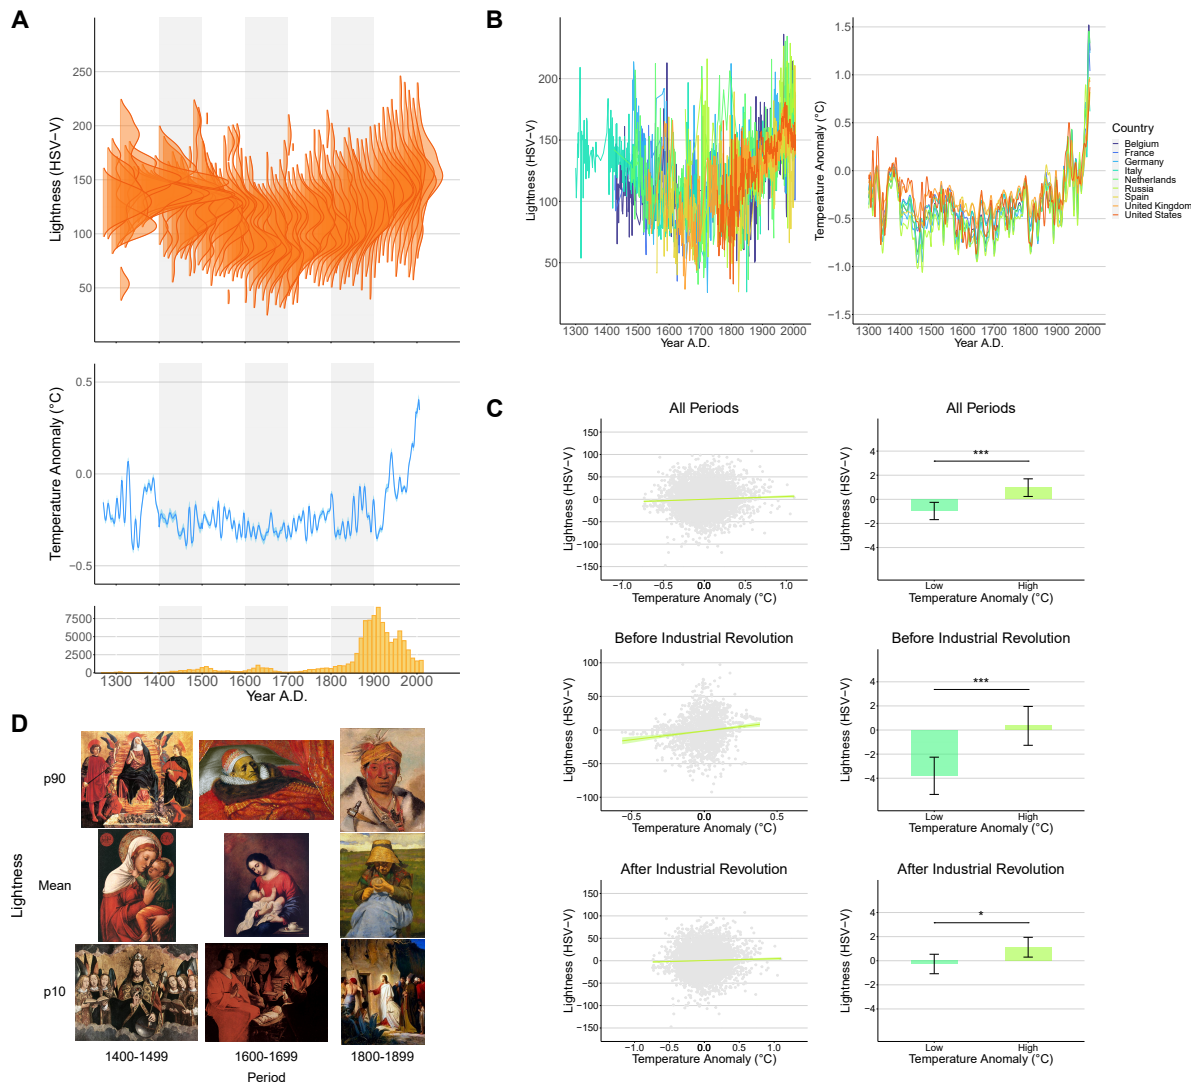 A
Lightness (HSV−V)
250
200
150
100
50
Temperature Anomaly (°C)
0.5
0.0
−0.5
7500
5000
2500
0
1300 1400 1500 1600 1700 1800 1900 2000
Year A.D.
B
Lightness (HSV−V)
200
150
100
50
1300 1400 1500 1600 1700 1800 1900 2000
Year A.D.
Temperature Anomaly (°C)
1.5
1.0
0.5
0.0
−0.5
−1.0
−1.5
1300 1400 1500 1600 1700 1800 1900 2000
Year A.D.
Country
Belgium
France
Germany
Italy
Netherlands
Russia
Spain
United Kingdom
United States
C
All Periods
Lightness (HSV−V)
150
100
50
0
−50
−100
−150
−1.0 −0.5 0.0 0.5 1.0
Temperature Anomaly (°C)
All Periods
Lightness (HSV−V)
4
2
0
−2
−4
***
Low High
Temperature Anomaly (°C)
Before Industrial Revolution
Lightness (HSV−V)
100
50
0
−50
−100
−0.5 0.0 0.5
Temperature Anomaly (°C)
Before Industrial Revolution
Lightness (HSV−V)
4
2
0
−2
−4
***
Low High
Temperature Anomaly (°C)
After Industrial Revolution
Lightness (HSV−V)
150
100
50
0
−50
−100
−150
−1.0 −0.5 0.0 0.5 1.0
Temperature Anomaly (°C)
After Industrial Revolution
Lightness (HSV−V)
4
2
0
−2
−4
*
Low High
Temperature Anomaly (°C)
D
Lightness
p90
Mean
p10
1400-1499 1600-1699 1800-1899
Period